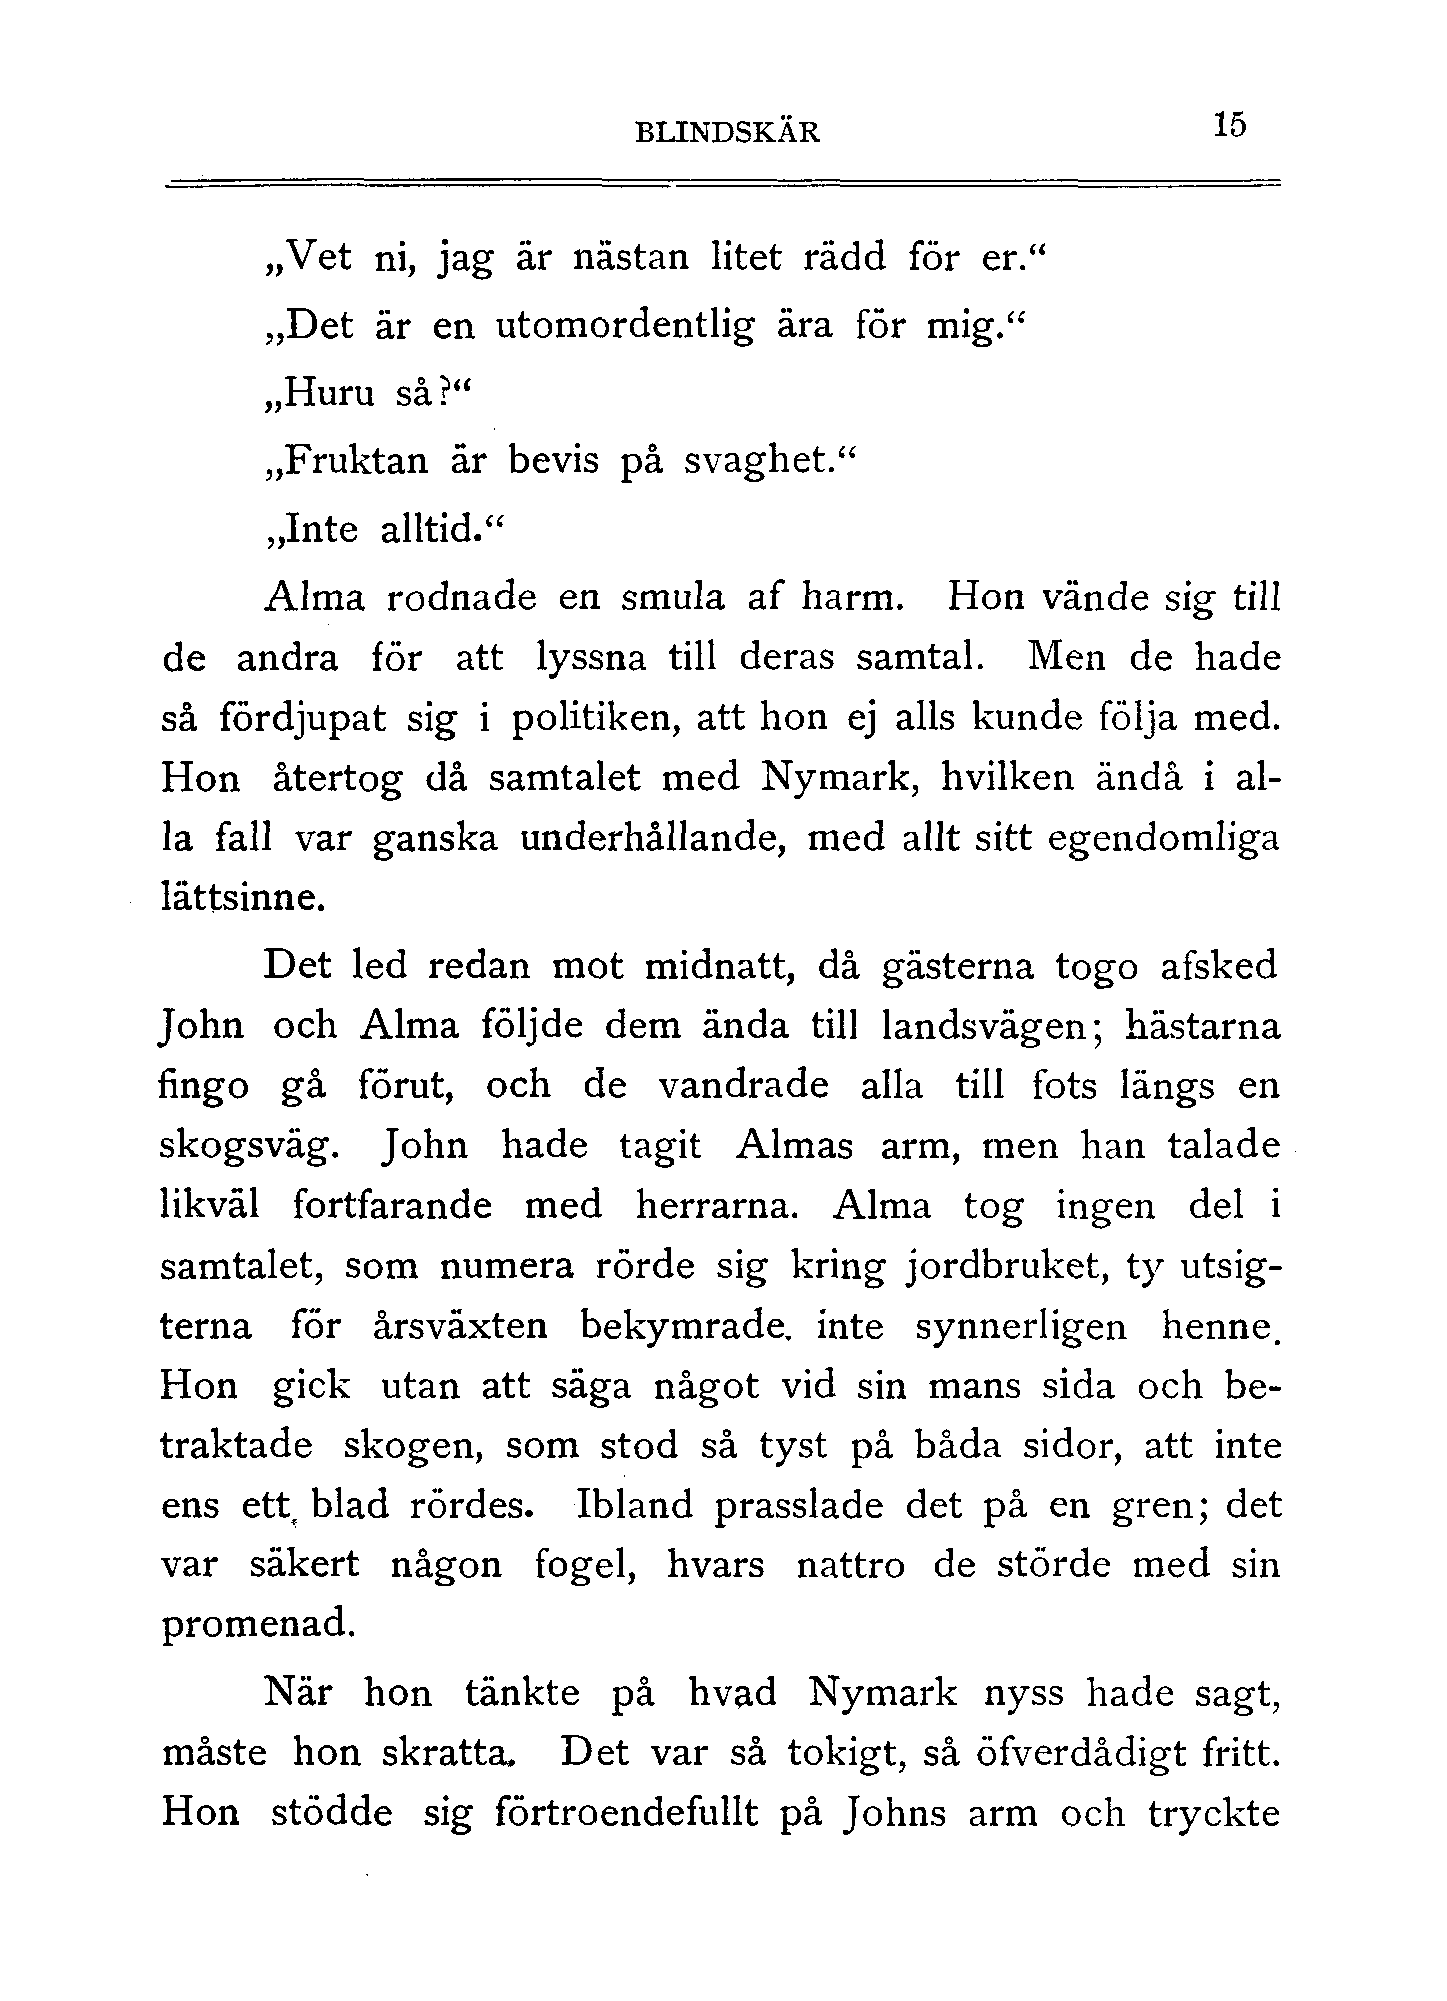 BLINDSKÄR 15
„Vet ni, jag är nästan litet rädd för er.“
„Det är en utomordentlig ära för mig.“
„Huru så?“
„Fruktan är bevis på svaghet.“
„Inte alltid.“
Alma rodnade en smula af harm. Hon vände sig till
de andra för att lyssna till deras samtal. Men de hade
så fördjupat sig i politiken, att hon ej alls kunde följa med.
Hon återtog då samtalet med Nymark, hvilken ändå i al-
la fall var ganska underhållande, med allt sitt egendomliga
lättsinne.
Det led redan mot midnatt, då gästerna togo afsked
John och Alma följde dem ända till landsvägen; hästarna
fingo gå förut, och de vandrade alla till fots längs en
skogsväg. John hade tagit Almas arm, men han talade
likväl fortfarande med herrarna. Alma tog ingen del i
samtalet, som numera rörde sig kring jordbruket, ty utsig-
terna för årsväxten bekymrade. inte synnerligen henne.
Hon gick utan att säga något vid sin mans sida och be-
traktade skogen, som stod så tyst på båda sidor, att inte
ens ett blad rördes. Ibland prasslade det på en gren; det
var säkert någon fogel, hvars nattro de störde med sin
promenad.
När hon tänkte på hvad Nymark nyss hade sagt,
måste hon skratta. Det var så tokigt, så öfverdådigt fritt.
Hon stödde sig förtroendefullt på Johns arm och tryckte